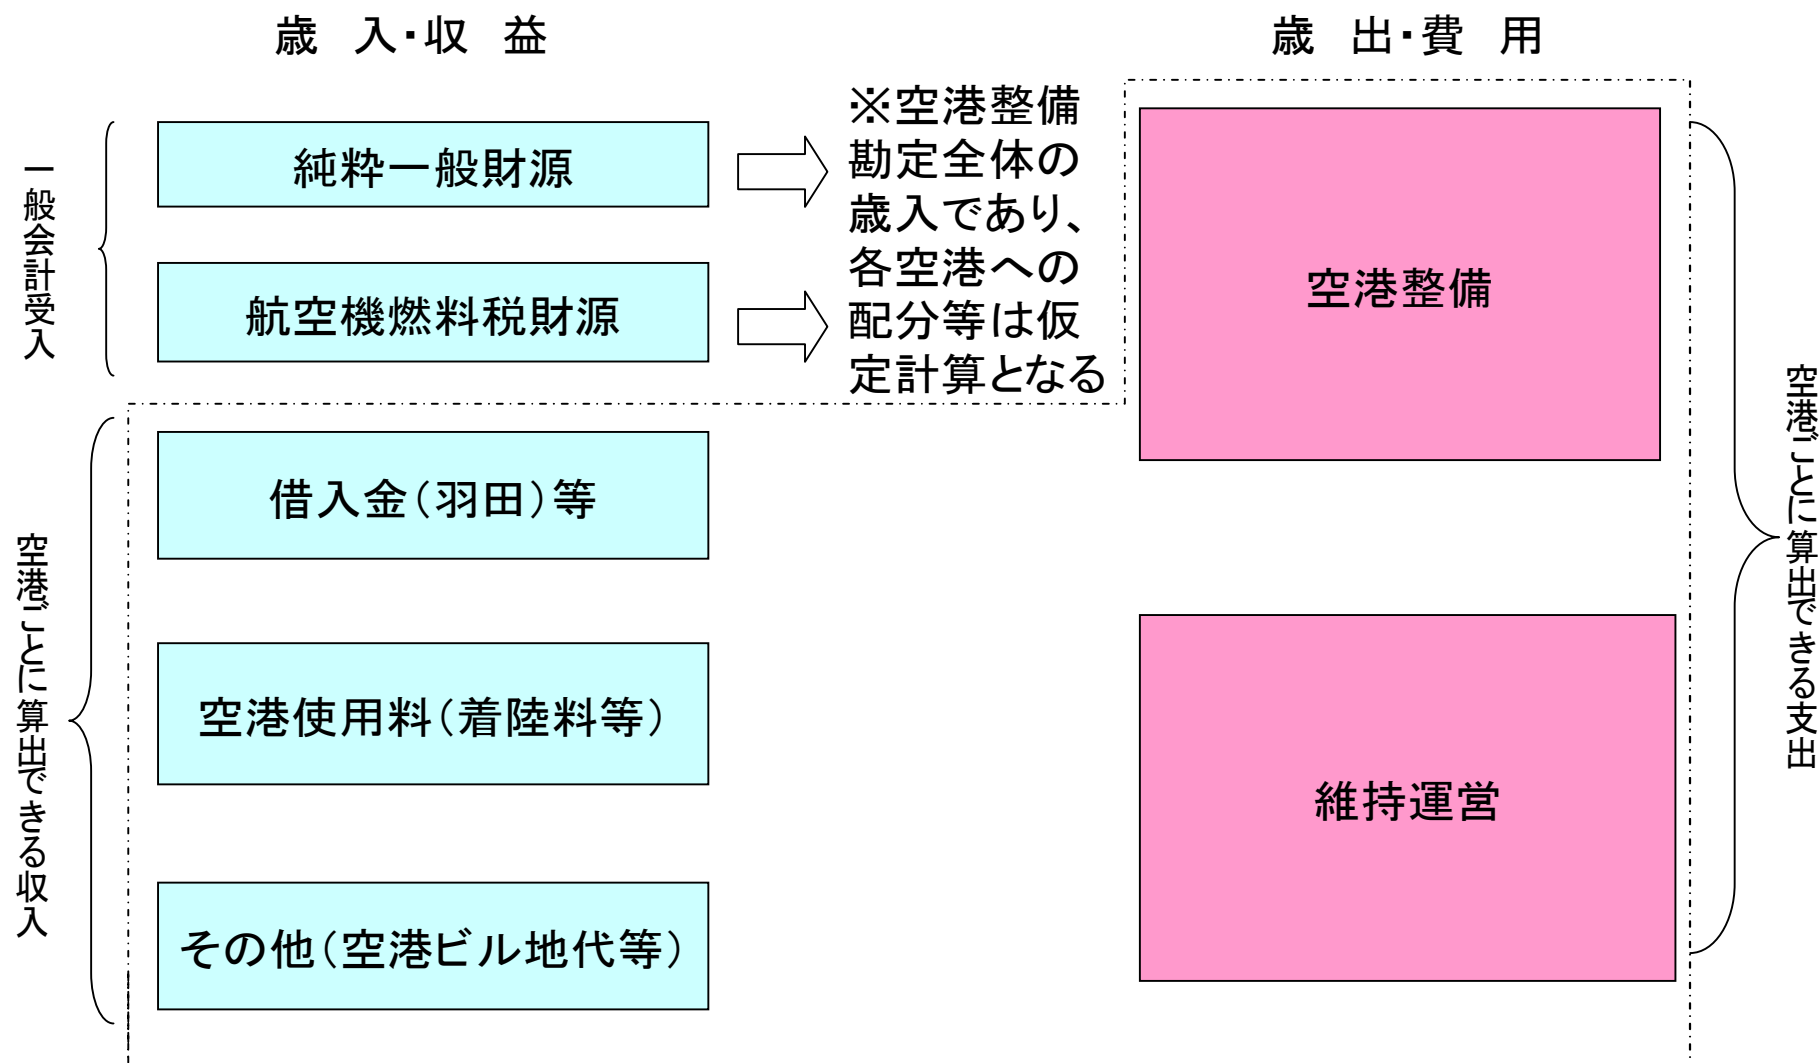 歳　入・収　益
歳　出・費　用
一般会計受入
純粋一般財源
航空機燃料税財源
※空港整備
勘定全体の
歳入であり、
各空港への
配分等は仮
定計算となる
空港ごとに算出できる収入
借入金(羽田)等
空港使用料(着陸料等)
その他(空港ビル地代等)
空港整備
維持運営
空港ごとに算出できる支出